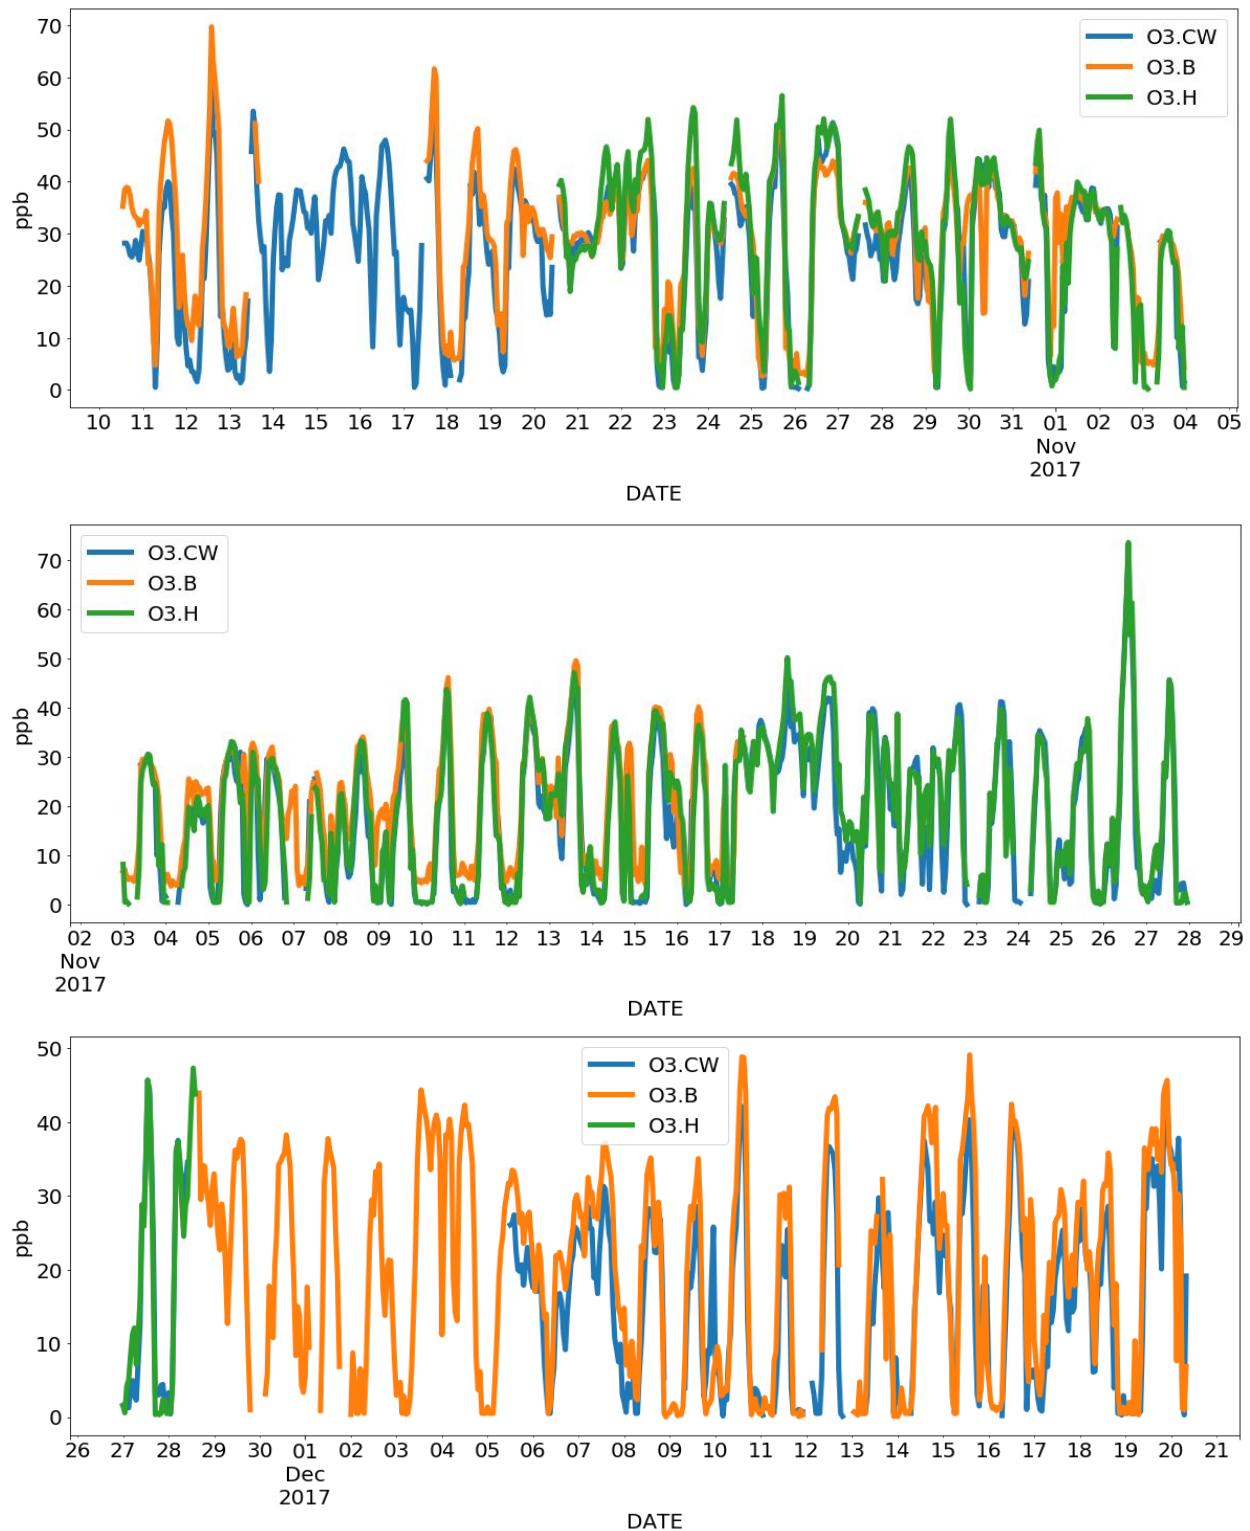 70
60
50
40
30
20
10
0
ppb
O3.CW
O3.B
O3.H
10 11 12 13 14 15 16 17 18 19 20 21 22 23 24 25 26 27 28 29 30 31 01 02 03 04 05
Nov
2017
DATE
70
60
50
40
30
20
10
0
ppb
O3.CW
O3.B
O3.H
02 03 04 05 06 07 08 09 10 11 12 13 14 15 16 17 18 19 20 21 22 23 24 25 26 27 28 29
Nov
2017
DATE
50
40
30
20
10
0
ppb
O3.CW
O3.B
O3.H
26 27 28 29 30 01 02 03 04 05 06 07 08 09 10 11 12 13 14 15 16 17 18 19 20 21
Dec
2017
DATE